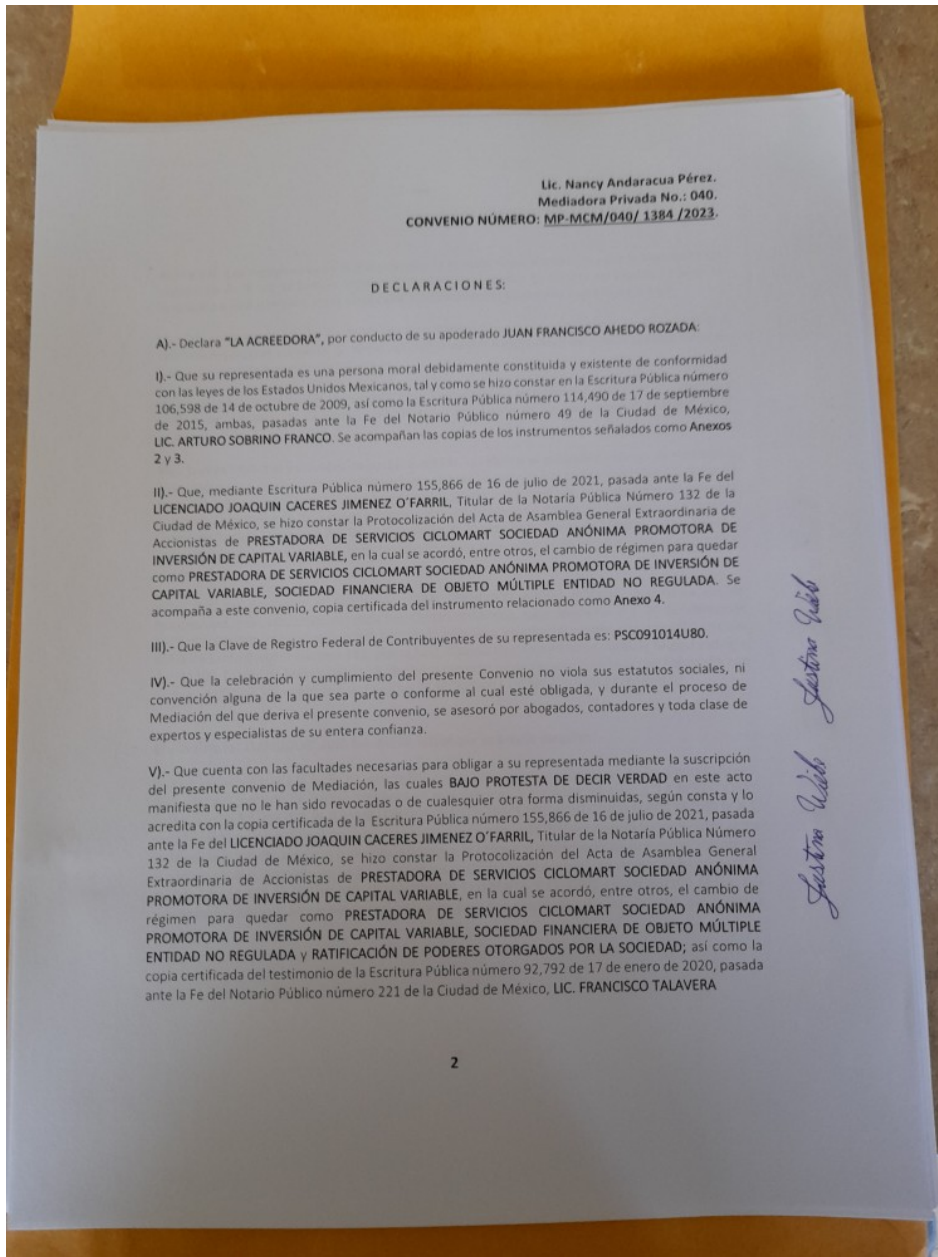 Lic. Nancy Andaracua Pérez.
Mediadora Privada No.: 040.
CONVENIO NÚMERO: MP-MCM/040/ 1384 /2023.
DECLARACIONES:
A).- Declara "LA ACREEDORA", por conducto de su apoderado JUAN FRANCISCO AHEDO ROZADA:
I).- Que su representada es una persona moral debidamente constituida y existente de conformidad
con las leyes de los Estados Unidos Mexicanos, tal y como se hizo constar en la Escritura Pública número
106,598 de 14 de octubre de 2009, así como la Escritura Pública número 114,490 de 17 de septiembre
de 2015, ambas, pasadas ante la Fe del Notario Público número 49 de la Ciudad de México,
LIC. ARTURO SOBRINO FRANCO. Se acompañan las copias de los instrumentos señalados como Anexos
2 y 3.
II).- Que, mediante Escritura Pública número 155,866 de 16 de julio de 2021, pasada ante la Fe del
LICENCIADO JOAQUIN CACERES JIMENEZ O´FARRIL, Titular de la Notaría Pública Número 132 de la
Ciudad de México, se hizo constar la Protocolización del Acta de Asamblea General Extraordinaria de
Accionistas de PRESTADORA DE SERVICIOS CICLOMART SOCIEDAD ANÓNIMA PROMOTORA DE
INVERSIÓN DE CAPITAL VARIABLE, en la cual se acordó, entre otros, el cambio de régimen para quedar
como PRESTADORA DE SERVICIOS CICLOMART SOCIEDAD ANÓNIMA PROMOTORA DE INVERSIÓN DE
CAPITAL VARIABLE, SOCIEDAD FINANCIERA DE OBJETO MÚLTIPLE ENTIDAD NO REGULADA. Se
acompaña a este convenio, copia certificada del instrumento relacionado como Anexo 4.
III).- Que la Clave de Registro Federal de Contribuyentes de su representada es: PSC091014U80.
IV).- Que la celebración y cumplimiento del presente Convenio no viola sus estatutos sociales, ni
convención alguna de la que sea parte o conforme al cual esté obligada, y durante el proceso de
Mediación del que deriva el presente convenio, se asesoró por abogados, contadores y toda clase de
expertos y especialistas de su entera confianza.
V).- Que cuenta con las facultades necesarias para obligar a su representada mediante la suscripción
del presente convenio de Mediación, las cuales BAJO PROTESTA DE DECIR VERDAD en este acto
manifiesta que no le han sido revocadas o de cualesquier otra forma disminuidas, según consta y lo
acredita con la copia certificada de la Escritura Pública número 155,866 de 16 de julio de 2021, pasada
ante la Fe del LICENCIADO JOAQUIN CACERES JIMENEZ O´FARRIL, Titular de la Notaría Pública Número
132 de la Ciudad de México, se hizo constar la Protocolización del Acta de Asamblea General
Extraordinaria de Accionistas de PRESTADORA DE SERVICIOS CICLOMART SOCIEDAD ANÓNIMA
PROMOTORA DE INVERSIÓN DE CAPITAL VARIABLE, en la cual se acordó, entre otros, el cambio de
régimen para quedar como PRESTADORA DE SERVICIOS CICLOMART SOCIEDAD ANÓNIMA
PROMOTORA DE INVERSIÓN DE CAPITAL VARIABLE, SOCIEDAD FINANCIERA DE OBJETO MÚLTIPLE
ENTIDAD NO REGULADA y RATIFICACIÓN DE PODERES OTORGADOS POR LA SOCIEDAD; así como la
copia certificada del testimonio de la Escritura Pública número 92,792 de 17 de enero de 2020, pasada
ante la Fe del Notario Público número 221 de la Ciudad de México, LIC. FRANCISCO TALAVERA
2